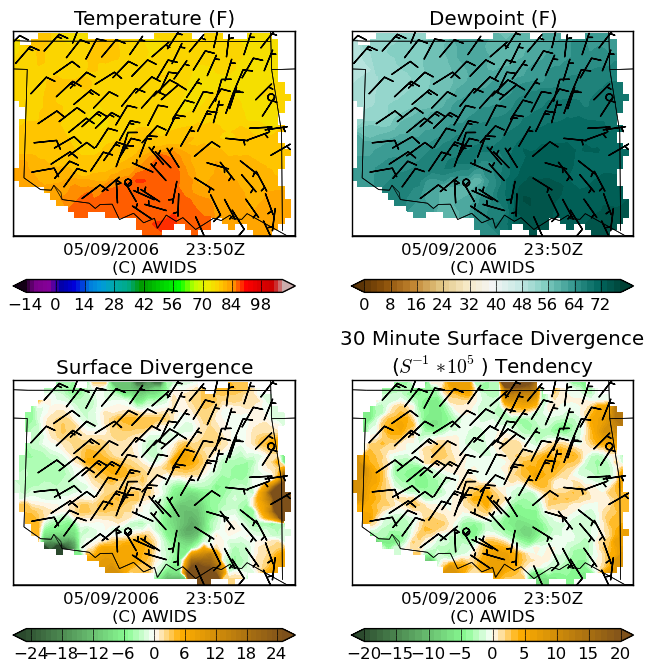 Temperature (F)
Dewpoint (F)
05/09/2006 23:50Z
(C) AWIDS
05/09/2006 23:50Z
(C) AWIDS
−14 0 14 28 42 56 70 84 98
0 8 16 24 32 40 48 56 64 72
Surface Divergence
30 Minute Surface Divergence
(S⁻¹ *10⁵ ) Tendency
05/09/2006 23:50Z
(C) AWIDS
05/09/2006 23:50Z
(C) AWIDS
−24 −18 −12 −6 0 6 12 18 24
−20 −15 −10 −5 0 5 10 15 20